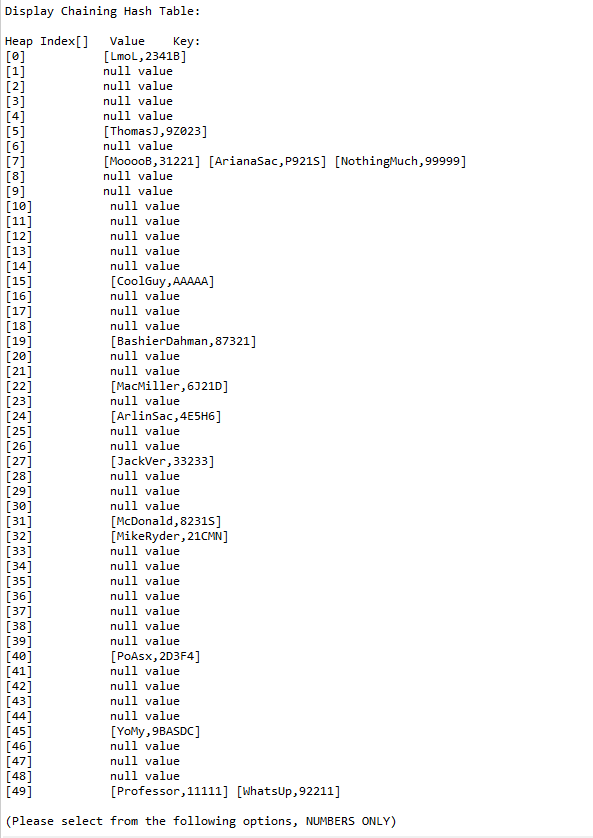 Display Chaining Hash Table:
Heap Index[] Value Key:
[0] [LmoL,2341B]
[1] null value
[2] null value
[3] null value
[4] null value
[5] [ThomasJ,9Z023]
[6] null value
[7] [MooooB,31221] [ArianaSac,P921S] [NothingMuch,99999]
[8] null value
[9] null value
[10] null value
[11] null value
[12] null value
[13] null value
[14] null value
[15] [CoolGuy,AAAAA]
[16] null value
[17] null value
[18] null value
[19] [BashierDahman,87321]
[20] null value
[21] null value
[22] [MacMiller,6J21D]
[23] null value
[24] [ArlinSac,4E5H6]
[25] null value
[26] null value
[27] [JackVer,33233]
[28] null value
[29] null value
[30] null value
[31] [McDonald,8231S]
[32] [MikeRyder,21CMN]
[33] null value
[34] null value
[35] null value
[36] null value
[37] null value
[38] null value
[39] null value
[40] [PoAsx,2D3F4]
[41] null value
[42] null value
[43] null value
[44] null value
[45] [YoMy,9BASDC]
[46] null value
[47] null value
[48] null value
[49] [Professor,11111] [WhatsUp,92211]
(Please select from the following options, NUMBERS ONLY)